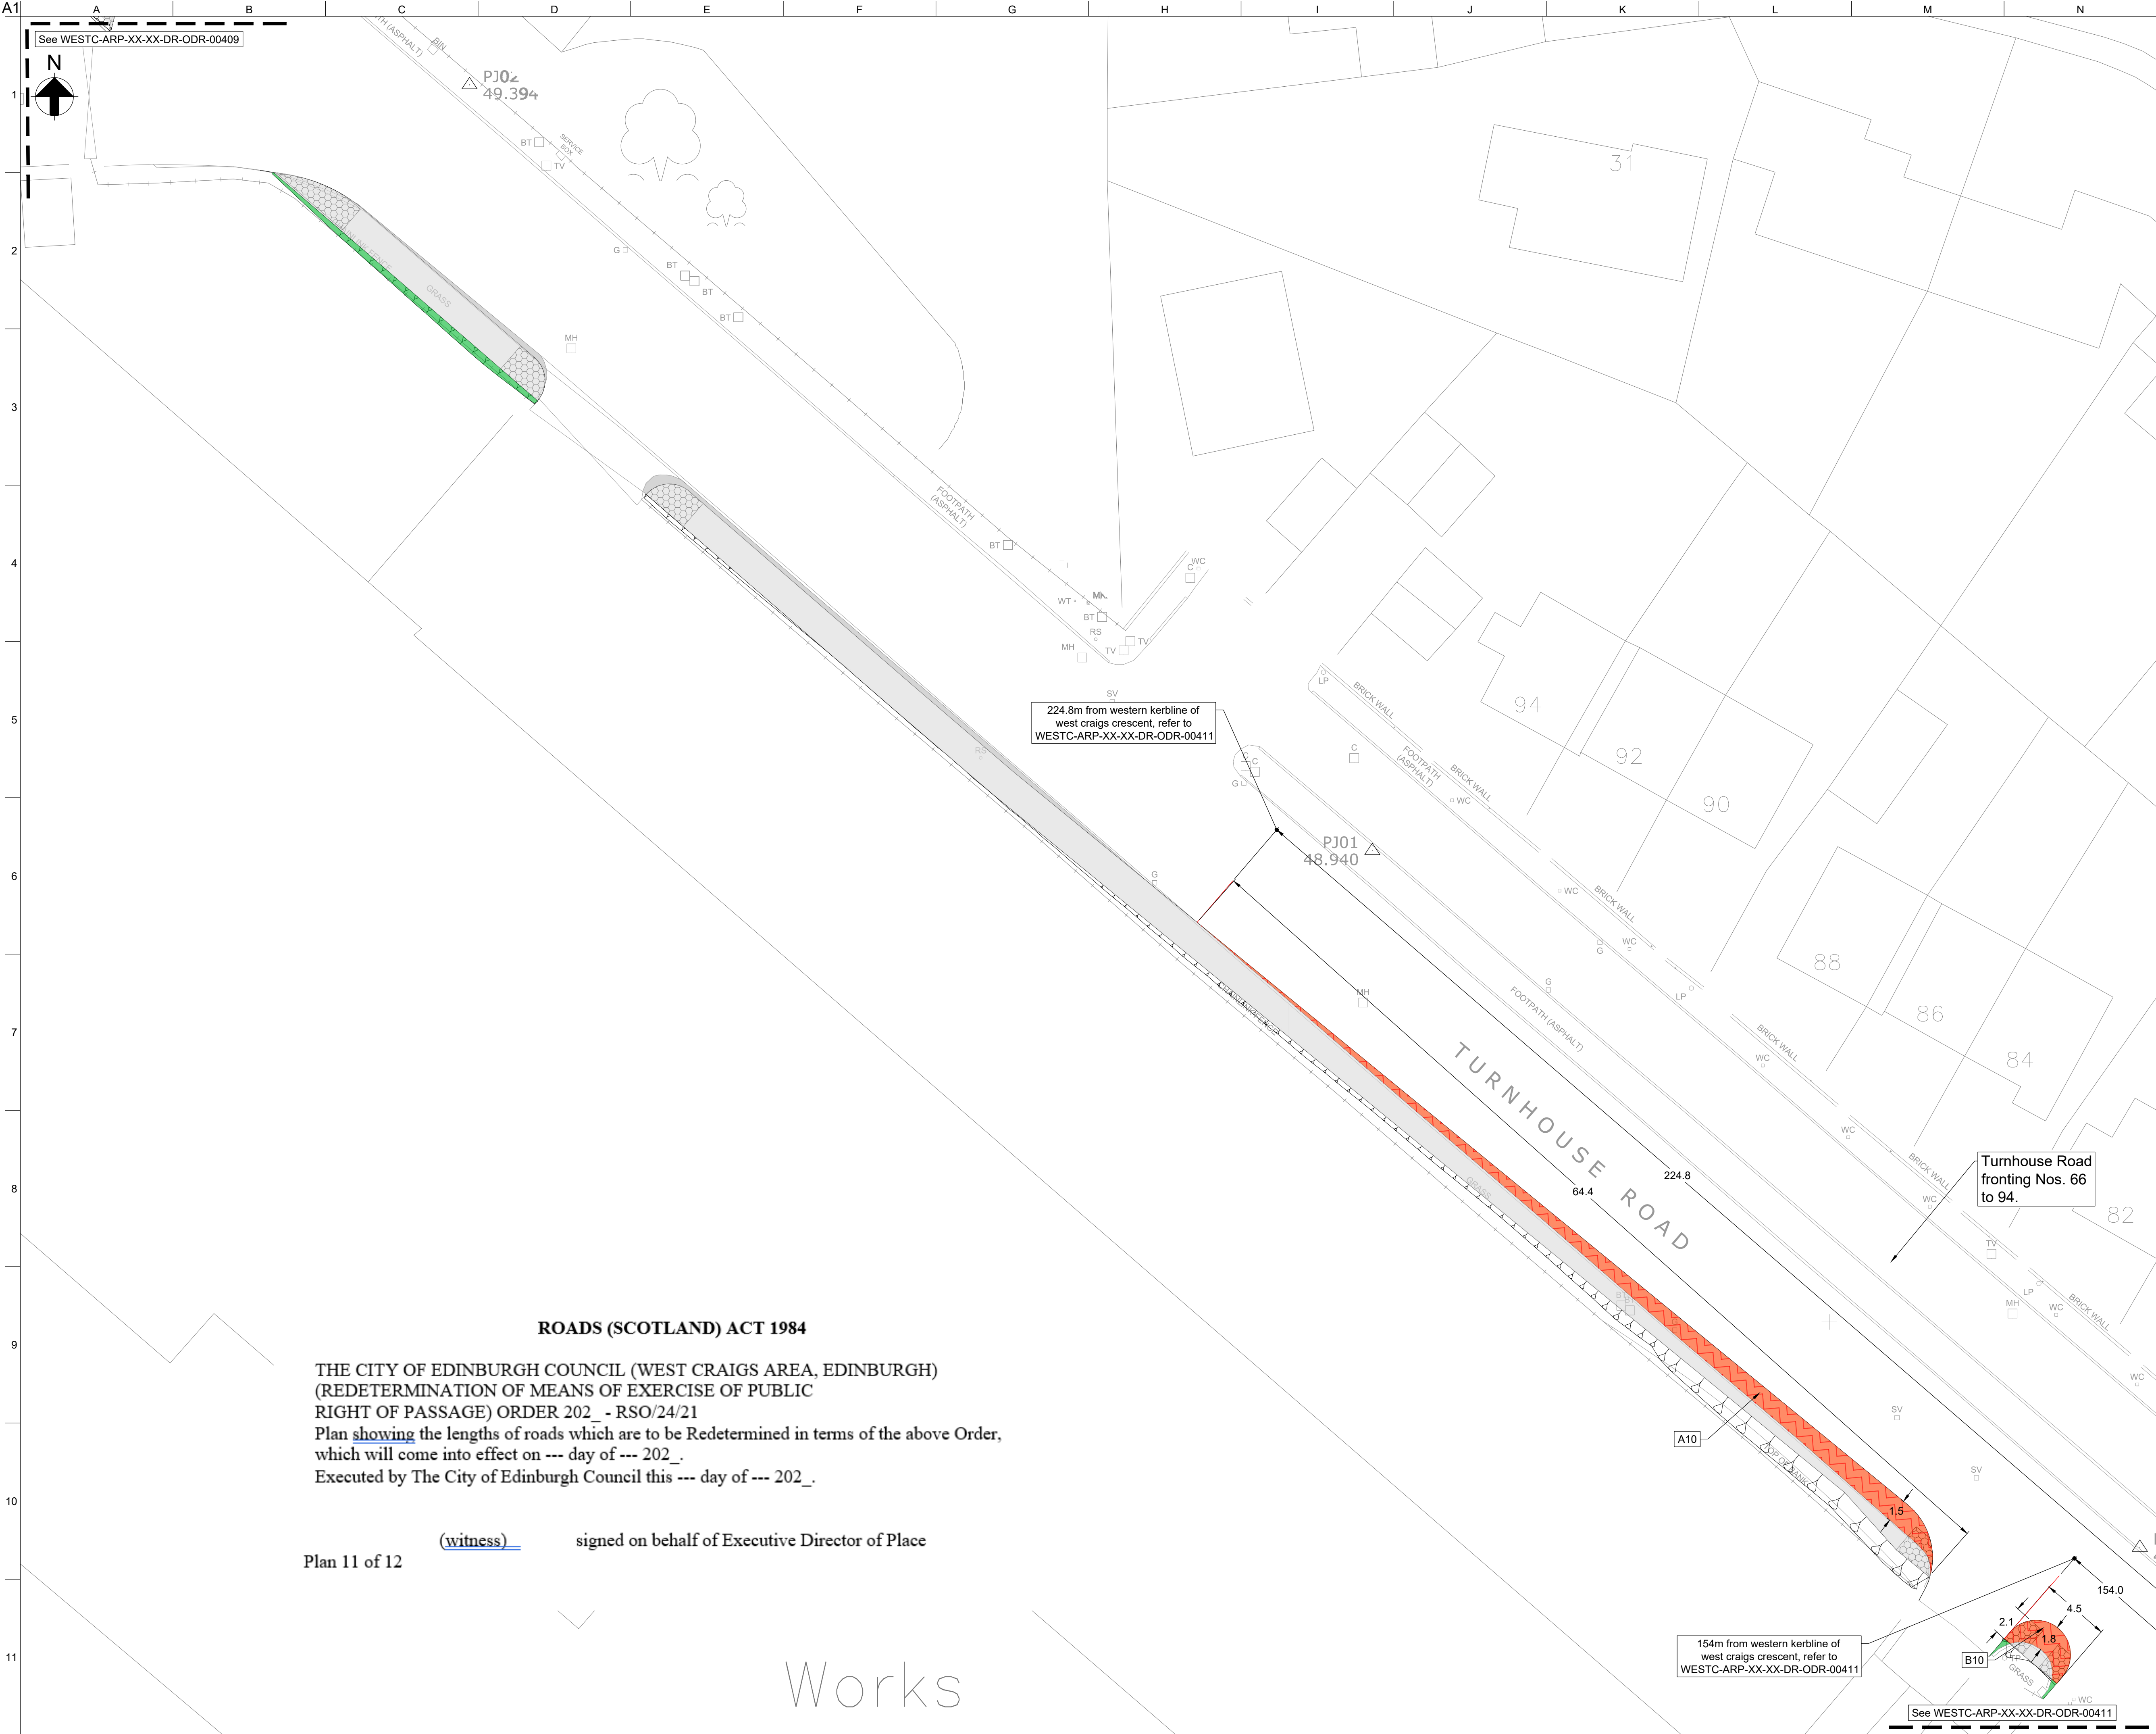 A1
A B C D E F G H I J K L M N
1
2
3
4
5
6
7
8
9
10
11
See WESTC-ARP-XX-XX-DR-ODR-00409
N
BIN
PJ02
49.394
BT
SERVICE
BOX
TV
G
BT
BT
BT
MH
GRASS
31
FOOTPATH
(ASPHALT)
BT
WC
C
WT
BT
RS
MH
TV
TV
SV
224.8m from western kerbline of
west craigs crescent, refer to
WESTC-ARP-XX-XX-DR-ODR-00411
RS
C
C
G
LP
BRICK WALL
94
C
FOOTPATH
(ASPHALT)
BRICK WALL
92
WC
90
PJ01
48.940
G
WC
BRICK WALL
WC
G
88
LP
G
MH
FOOTPATH (ASPHALT)
86
BRICK WALL
84
WC
TURNHOUSE ROAD
WC
224.8
64.4
GRASS
BRICK WALL
WC
Turnhouse Road
fronting Nos. 66
to 94.
82
TV
LP
MH
WC
BRICK WALL
WC
SV
A10
TOP OF BANK
SV
1.5
ROADS (SCOTLAND) ACT 1984
THE CITY OF EDINBURGH COUNCIL (WEST CRAIGS AREA, EDINBURGH)
(REDETERMINATION OF MEANS OF EXERCISE OF PUBLIC
RIGHT OF PASSAGE) ORDER 202_ - RSO/24/21
Plan showing the lengths of roads which are to be Redetermined in terms of the above Order,
which will come into effect on --- day of --- 202_.
Executed by The City of Edinburgh Council this --- day of --- 202_.
(witness) signed on behalf of Executive Director of Place
Plan 11 of 12
Works
154.0
4.5
2.1
1.8
154m from western kerbline of
west craigs crescent, refer to
WESTC-ARP-XX-XX-DR-ODR-00411
B10
GRASS
WC
See WESTC-ARP-XX-XX-DR-ODR-00411